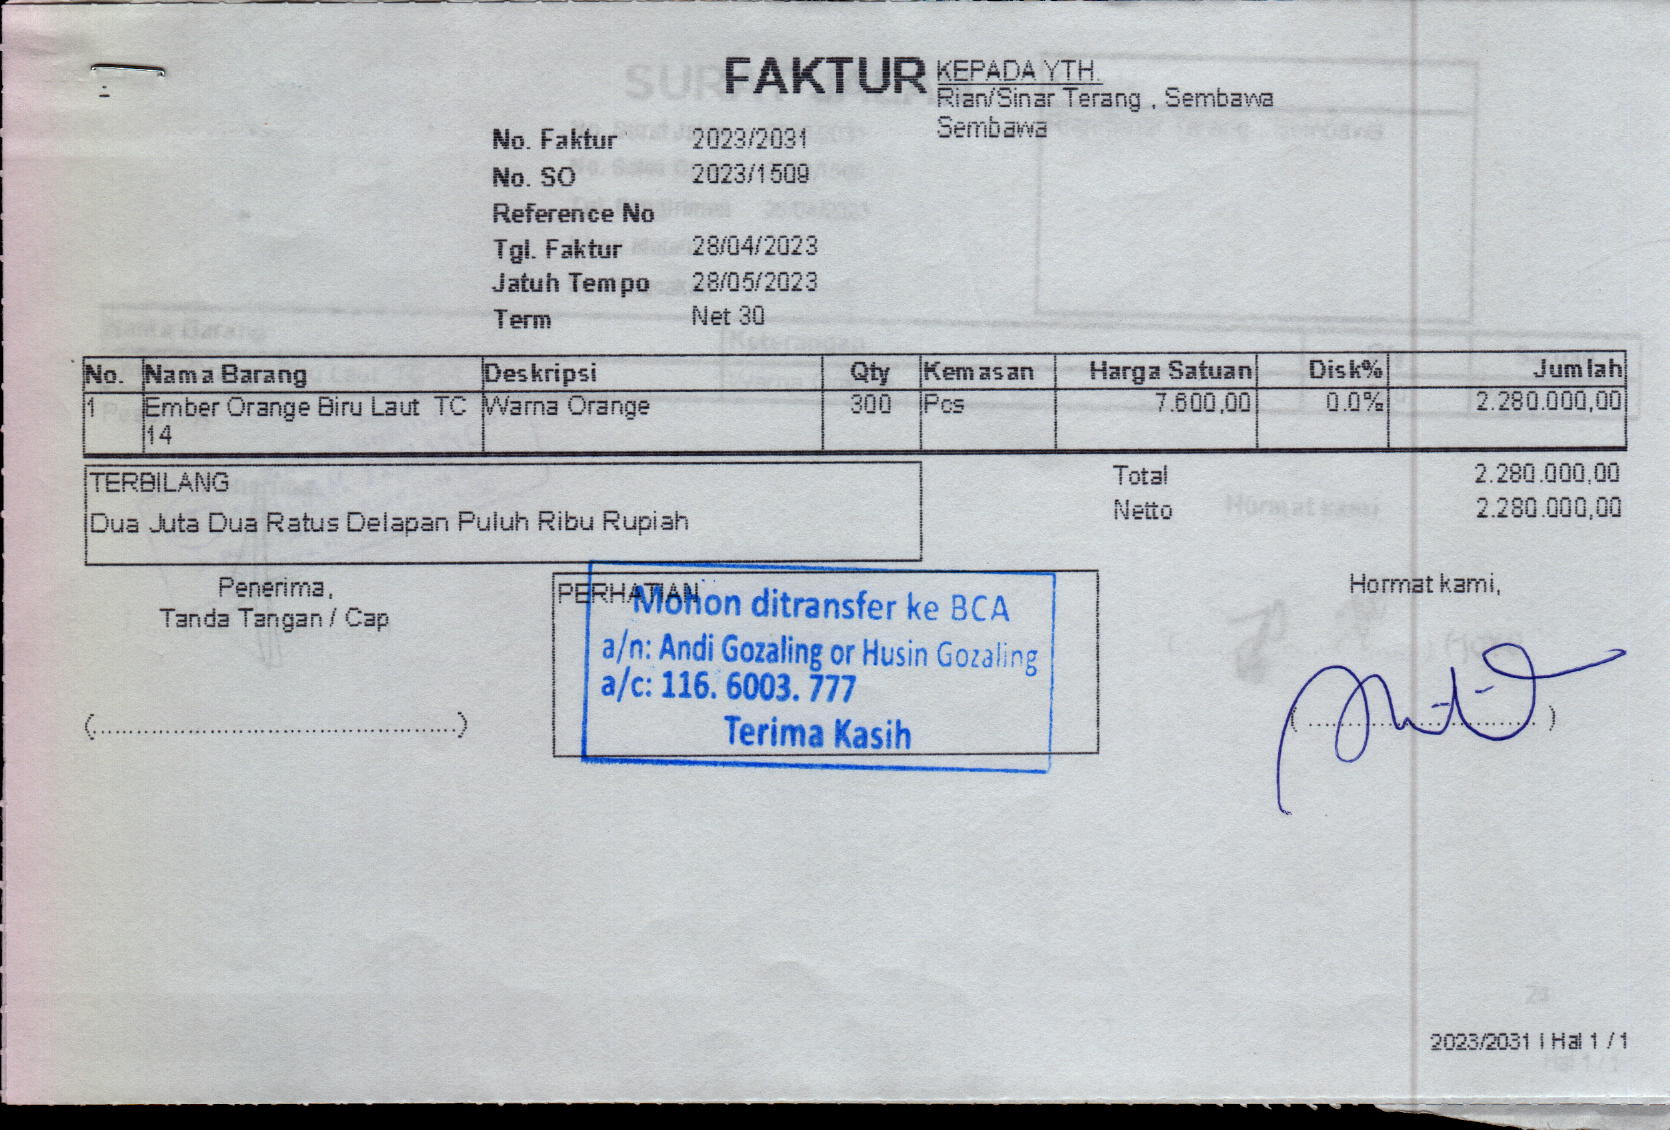 FAKTUR
KEPADA YTH.
Rian/Sinar Terang , Sembawa
Sembawa
No. Faktur 2023/2031
No. SO 2023/1509
Reference No
Tgl. Faktur 28/04/2023
Jatuh Tempo 28/05/2023
Term Net 30
No. Nama Barang Deskripsi Qty Kemasan Harga Satuan Disk% Jumlah
1 Ember Orange Biru Laut TC Warna Orange 300 Pcs 7.600,00 0.0% 2.280.000,00
14
TERBILANG
Dua Juta Dua Ratus Delapan Puluh Ribu Rupiah
Total 2.280.000,00
Netto 2.280.000,00
Penerima,
Tanda Tangan / Cap
(..............................................)
PERHATIAN
Mohon ditransfer ke BCA
a/n: Andi Gozaling or Husin Gozaling
a/c: 116. 6003. 777
Terima Kasih
Hormat kami,
(................................)
2023/2031 | Hal 1 / 1